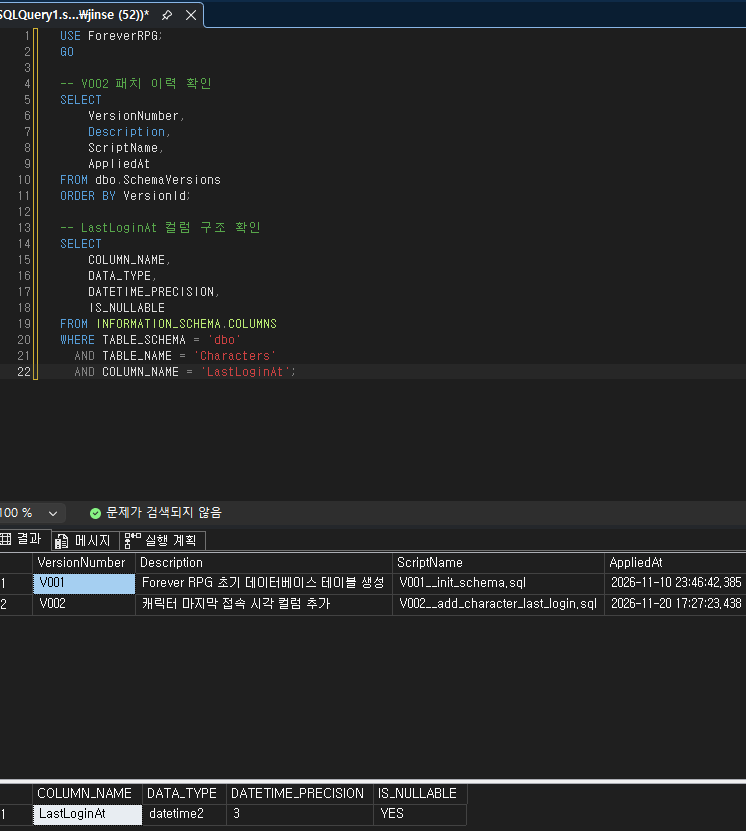 SQLQuery1.s...₩jinse (52))*
1 USE ForeverRPG;
2 GO
3
4 -- V002 패치 이력 확인
5 SELECT
6 VersionNumber,
7 Description,
8 ScriptName,
9 AppliedAt
10 FROM dbo.SchemaVersions
11 ORDER BY VersionId;
12
13 -- LastLoginAt 컬럼 구조 확인
14 SELECT
15 COLUMN_NAME,
16 DATA_TYPE,
17 DATETIME_PRECISION,
18 IS_NULLABLE
19 FROM INFORMATION_SCHEMA.COLUMNS
20 WHERE TABLE_SCHEMA = 'dbo'
21 AND TABLE_NAME = 'Characters'
22 AND COLUMN_NAME = 'LastLoginAt';
100 % 문제가 검색되지 않음
결과 메시지 실행 계획
VersionNumber Description ScriptName AppliedAt
1 V001 Forever RPG 초기 데이터베이스 테이블 생성 V001__init_schema.sql 2026-11-10 23:46:42.385
2 V002 캐릭터 마지막 접속 시각 컬럼 추가 V002__add_character_last_login.sql 2026-11-20 17:27:23.438
COLUMN_NAME DATA_TYPE DATETIME_PRECISION IS_NULLABLE
1 LastLoginAt datetime2 3 YES